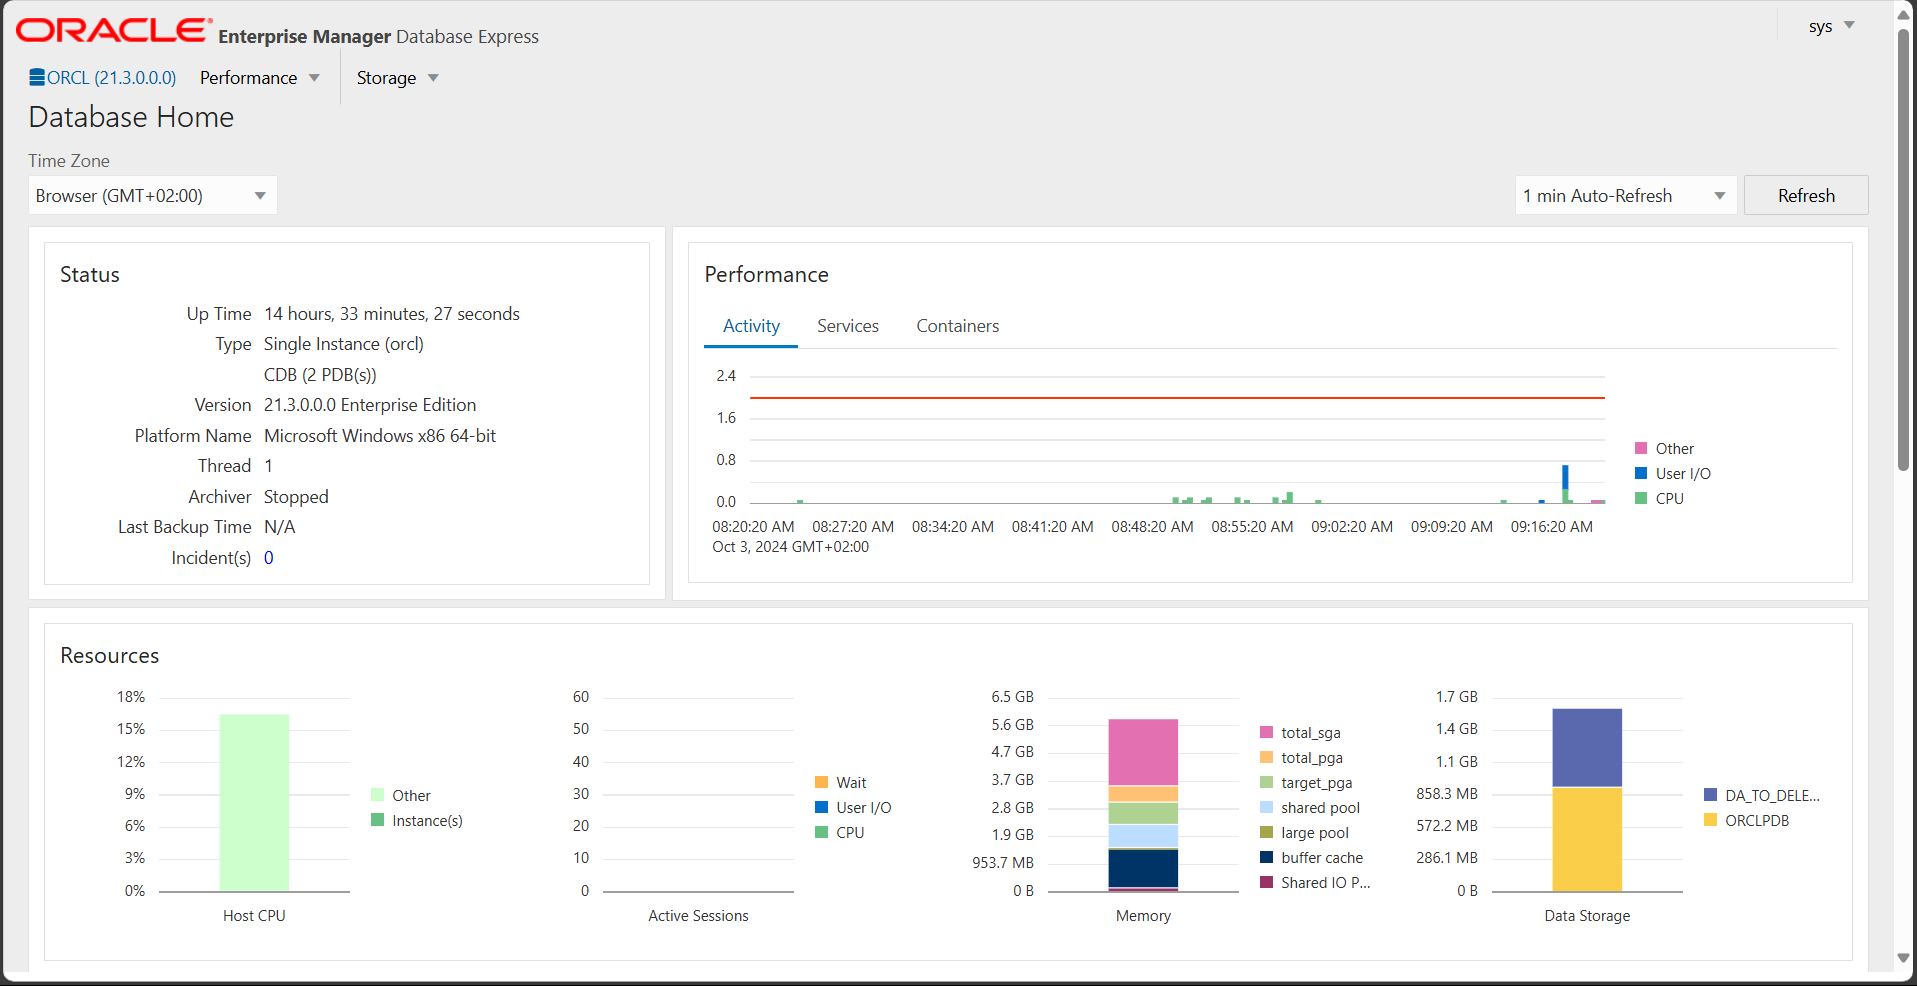 ORACLE Enterprise Manager Database Express
sys
ORCL (21.3.0.0.0) Performance Storage
Database Home
Time Zone
Browser (GMT+02:00)
1 min Auto-Refresh
Refresh
Status
Up Time 14 hours, 33 minutes, 27 seconds
Type Single Instance (orcl)
CDB (2 PDB(s))
Version 21.3.0.0.0 Enterprise Edition
Platform Name Microsoft Windows x86 64-bit
Thread 1
Archiver Stopped
Last Backup Time N/A
Incident(s) 0
Performance
Activity Services Containers
2.4
1.6
0.8
0.0
08:20:20 AM 08:27:20 AM 08:34:20 AM 08:41:20 AM 08:48:20 AM 08:55:20 AM 09:02:20 AM 09:09:20 AM 09:16:20 AM
Oct 3, 2024 GMT+02:00
Other
User I/O
CPU
Resources
18%
15%
12%
9%
6%
3%
0%
Host CPU
Other
Instance(s)
60
50
40
30
20
10
0
Active Sessions
Wait
User I/O
CPU
6.5 GB
5.6 GB
4.7 GB
3.7 GB
2.8 GB
1.9 GB
953.7 MB
0 B
Memory
total_sga
total_pga
target_pga
shared pool
large pool
buffer cache
Shared IO P...
1.7 GB
1.4 GB
1.1 GB
858.3 MB
572.2 MB
286.1 MB
0 B
Data Storage
DA_TO_DELE...
ORCLPDB